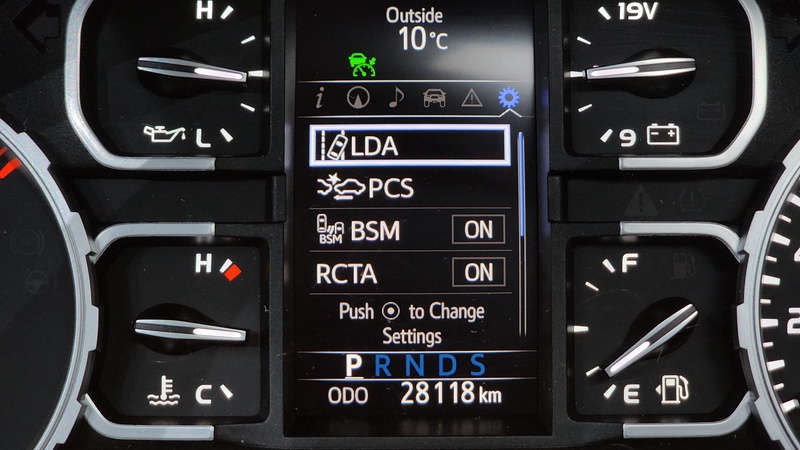 Outside
10°C
H
L
19V
9
i
LDA
PCS
BSM BSM ON
RCTA ON
Push to Change
Settings
H
C
F
E
P R N D S
ODO 28118 km